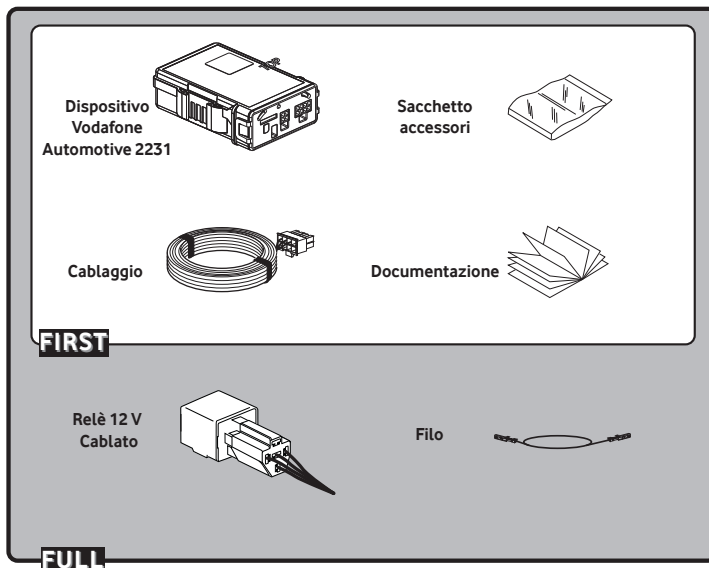 Dispositivo
Vodafone
Automotive 2231
Sacchetto
accessori
Cablaggio
Documentazione
FIRST
Relè 12 V
Cablato
Filo
FULL